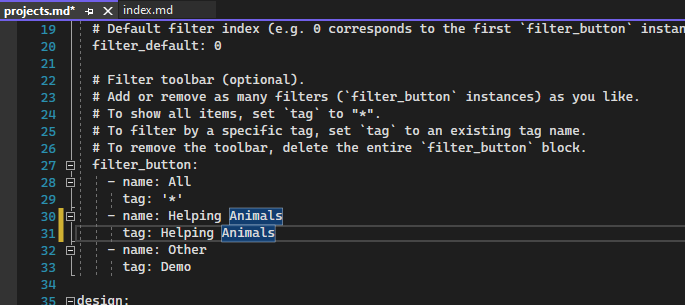 projects.md*
index.md
19 # Default filter index (e.g. 0 corresponds to the first `filter_button` instan
20 filter_default: 0
21
22 # Filter toolbar (optional).
23 # Add or remove as many filters (`filter_button` instances) as you like.
24 # To show all items, set `tag` to "*".
25 # To filter by a specific tag, set `tag` to an existing tag name.
26 # To remove the toolbar, delete the entire `filter_button` block.
27 filter_button:
28 - name: All
29 tag: '*'
30 - name: Helping Animals
31 tag: Helping Animals
32 - name: Other
33 tag: Demo
34
35 design: